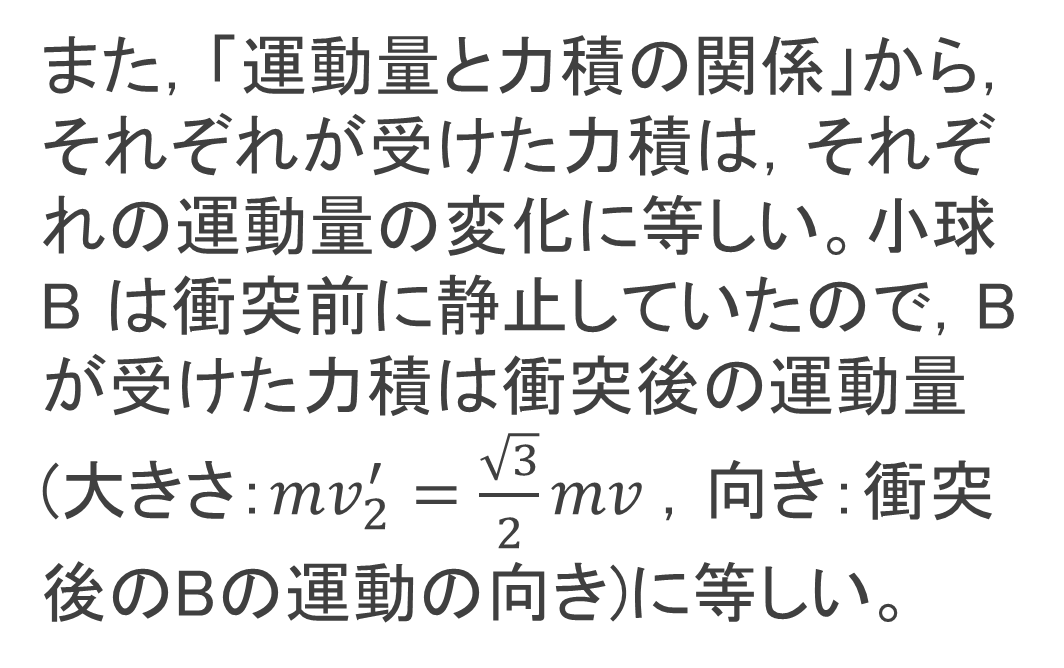 また，「運動量と力積の関係」から，
それぞれが受けた力積は，それぞ
れの運動量の変化に等しい。小球
B は衝突前に静止していたので，B
が受けた力積は衝突後の運動量
(大きさ：$mv_2' = \frac{\sqrt{3}}{2}mv$ ，向き：衝突
後のBの運動の向き)に等しい。